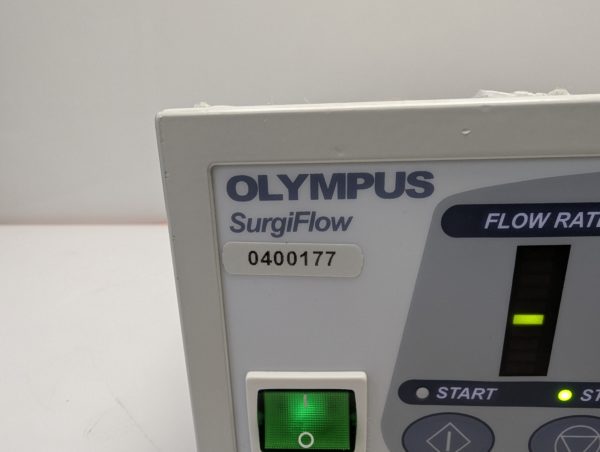 OLYMPUS
SurgiFlow
0400177
FLOW RAT
START